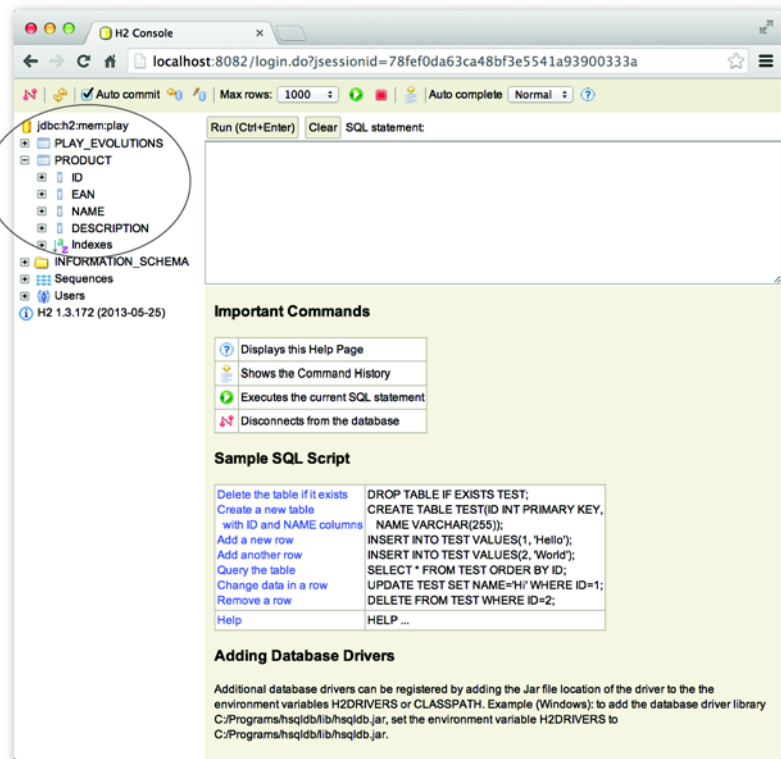 H2 Console
localhost:8082/login.do?jsessionid=78fef0da63ca48bf3e5541a93900333a
Auto commit Max rows: 1000 Auto complete Normal
jdbc:h2:mem:play
PLAY_EVOLUTIONS
PRODUCT
ID
EAN
NAME
DESCRIPTION
Indexes
INFORMATION_SCHEMA
Sequences
Users
H2 1.3.172 (2013-05-25)
Run (Ctrl+Enter) Clear SQL statement:
Important Commands
Displays this Help Page
Shows the Command History
Executes the current SQL statement
Disconnects from the database
Sample SQL Script
Delete the table if it exists DROP TABLE IF EXISTS TEST;
Create a new table CREATE TABLE TEST(ID INT PRIMARY KEY,
with ID and NAME columns NAME VARCHAR(255));
Add a new row INSERT INTO TEST VALUES(1, 'Hello');
Add another row INSERT INTO TEST VALUES(2, 'World');
Query the table SELECT * FROM TEST ORDER BY ID;
Change data in a row UPDATE TEST SET NAME='Hi' WHERE ID=1;
Remove a row DELETE FROM TEST WHERE ID=2;
Help HELP ...
Adding Database Drivers
Additional database drivers can be registered by adding the Jar file location of the driver to the the
environment variables H2DRIVERS or CLASSPATH. Example (Windows): to add the database driver library
C:/Programs/hsqldb/lib/hsqldb.jar, set the environment variable H2DRIVERS to
C:/Programs/hsqldb/lib/hsqldb.jar.